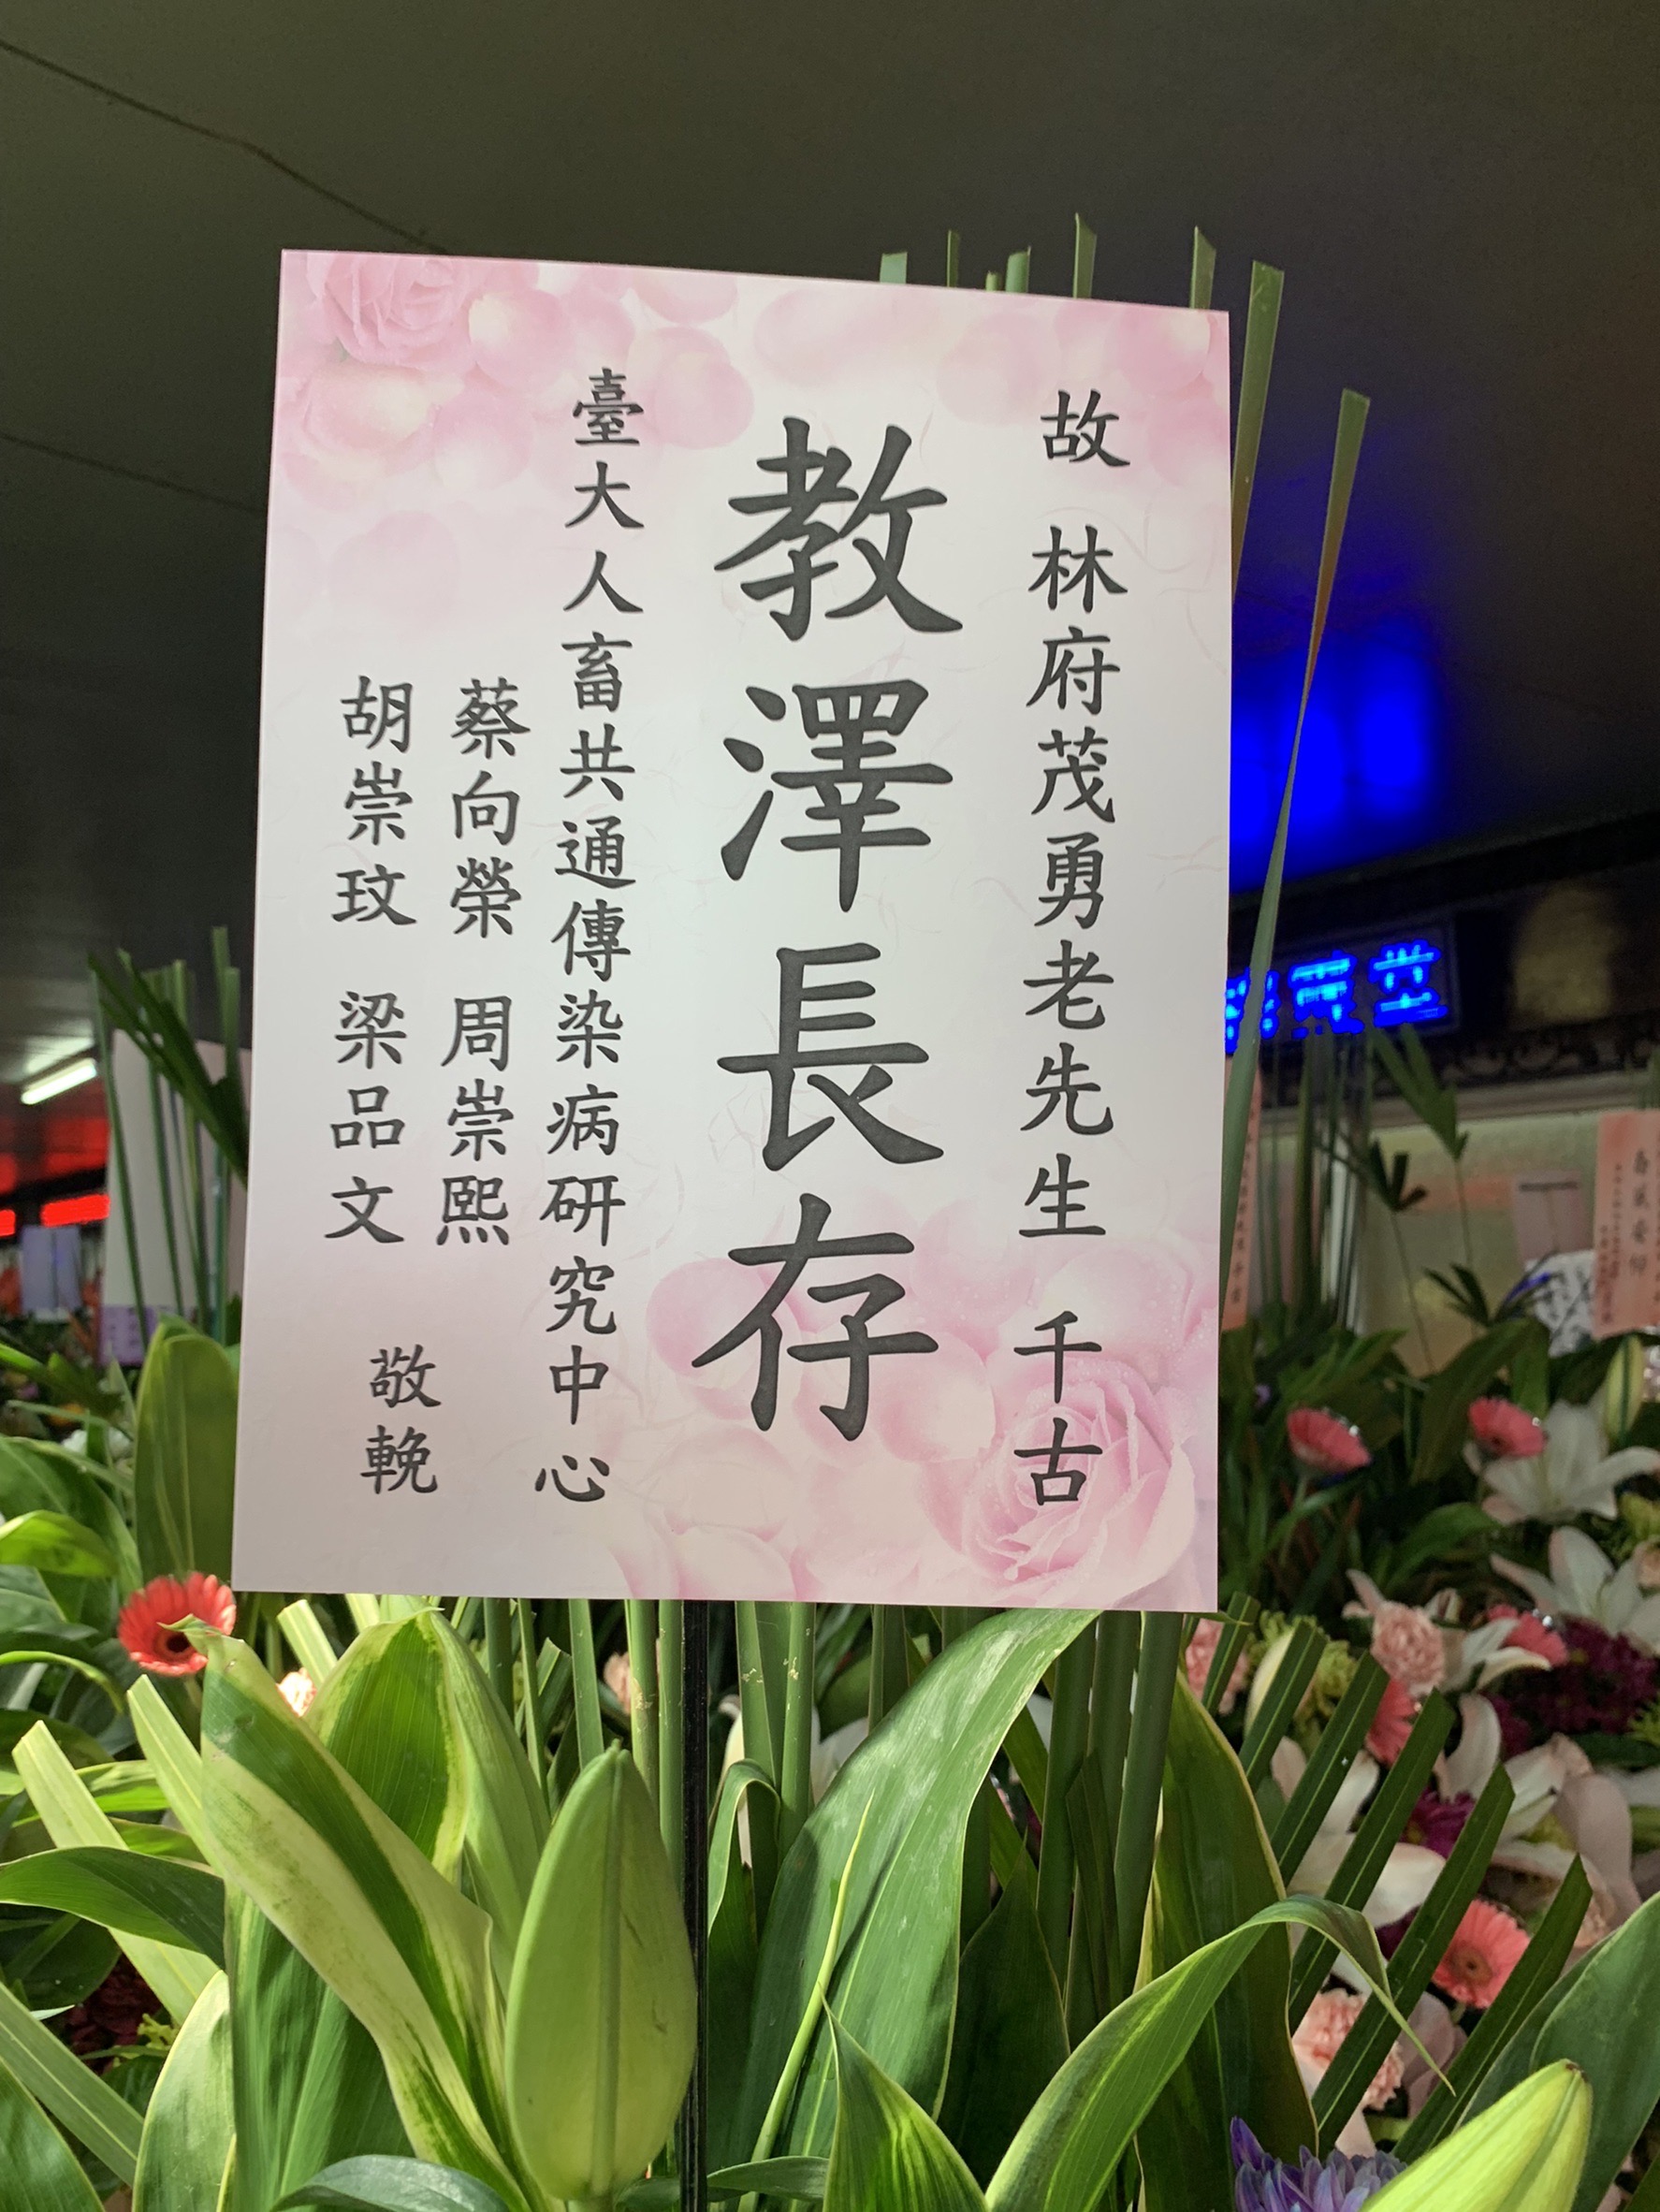 故 林府茂勇老先生 千古
教澤長存
臺大人畜共通傳染病研究中心
蔡向榮 周崇熙
胡崇玟 梁品文
敬輓